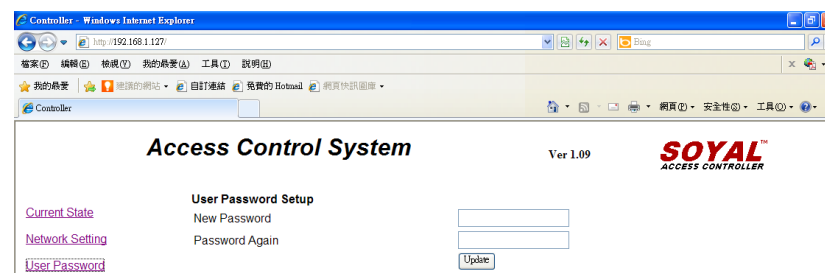 Controller - Windows Internet Explorer
http://192.168.1.127/
Bing
檔案(F) 編輯(E) 檢視(V) 我的最愛(A) 工具(T) 說明(H)
我的最愛 建議的網站 自訂連結 免費的 Hotmail 網頁快訊圖庫
Controller
網頁(P) 安全性(S) 工具(O)
Access Control System
Ver 1.09
SOYAL™
ACCESS CONTROLLER
User Password Setup
Current State
New Password
Network Setting
Password Again
User Password
Update